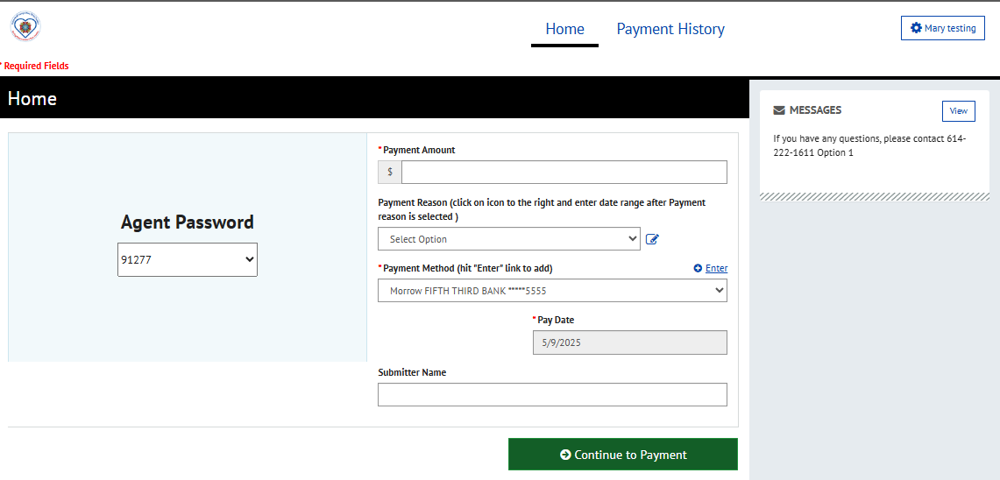 Home
Payment History
Mary testing
* Required Fields
Home
MESSAGES
View
If you have any questions, please contact 614-
222-1611 Option 1
Agent Password
91277
* Payment Amount
$
Payment Reason (click on icon to the right and enter date range after Payment
reason is selected )
Select Option
* Payment Method (hit "Enter" link to add)
Enter
Morrow FIFTH THIRD BANK *****5555
* Pay Date
5/9/2025
Submitter Name
Continue to Payment